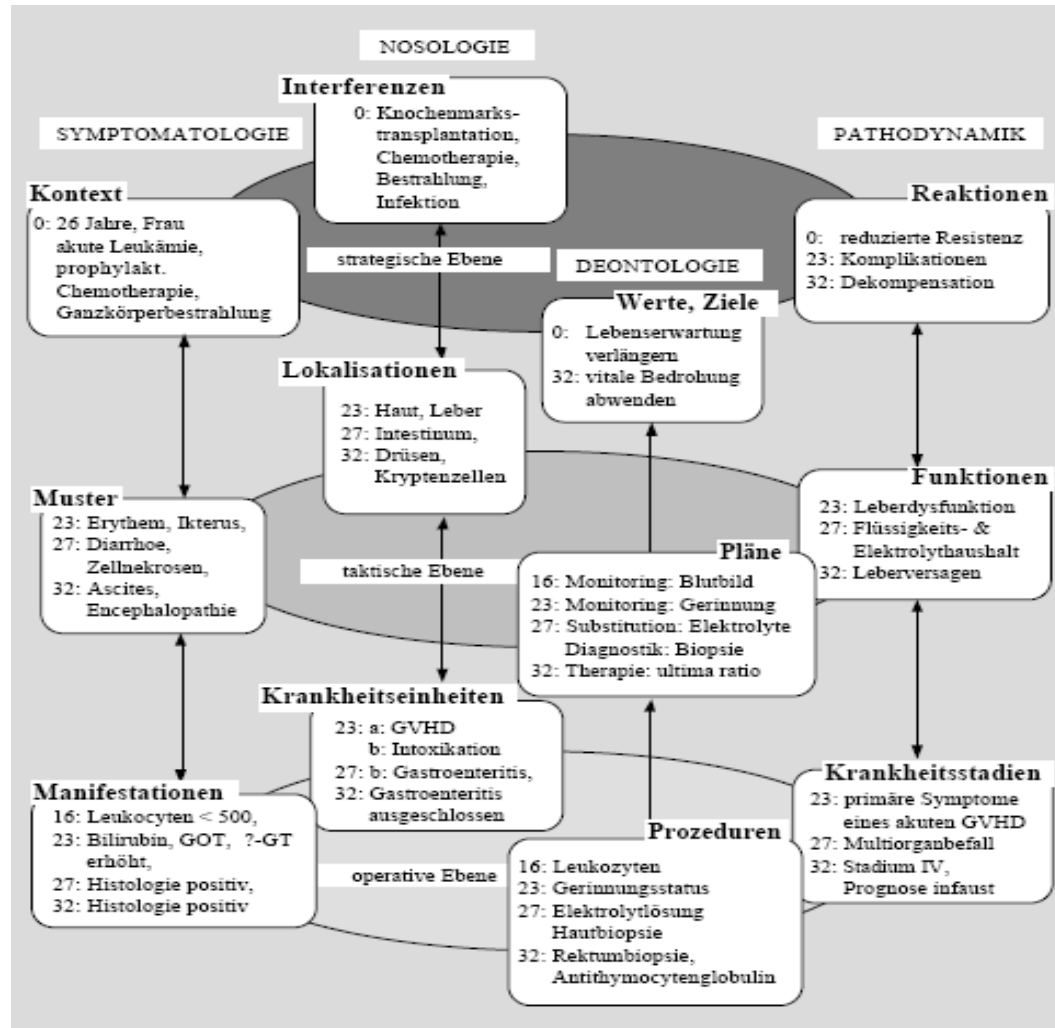 NOSOLOGIE
Interferenzen
0: Knochenmarks-
transplantation,
Chemotherapie,
Bestrahlung,
Infektion
SYMPTOMATOLOGIE
PATHODYNAMIK
Kontext
0: 26 Jahre, Frau
akute Leukämie,
prophylakt.
Chemotherapie,
Ganzkörperbestrahlung
Reaktionen
0: reduzierte Resistenz
23: Komplikationen
32: Dekompensation
strategische Ebene
DEONTOLOGIE
Werte, Ziele
0: Lebenserwartung
verlängern
32: vitale Bedrohung
abwenden
Lokalisationen
23: Haut, Leber
27: Intestinum,
32: Drüsen,
Kryptenzellen
Muster
23: Erythem, Ikterus,
27: Diarrhoe,
Zellnekrosen,
32: Ascites,
Encephalopathie
Funktionen
23: Leberdysfunktion
27: Flüssigkeits- &
Elektrolythaushalt
32: Leberversagen
taktische Ebene
Pläne
16: Monitoring: Blutbild
23: Monitoring: Gerinnung
27: Substitution: Elektrolyte
Diagnostik: Biopsie
32: Therapie: ultima ratio
Krankheitseinheiten
23: a: GVHD
b: Intoxikation
27: b: Gastroenteritis,
32: Gastroenteritis
ausgeschlossen
Manifestationen
16: Leukocyten < 500,
23: Bilirubin, GOT, ?-GT
erhöht,
27: Histologie positiv,
32: Histologie positiv
Krankheitsstadien
23: primäre Symptome
eines akuten GVHD
27: Multiorganbefall
32: Stadium IV,
Prognose infaust
operative Ebene
Prozeduren
16: Leukozyten
23: Gerinnungsstatus
27: Elektrolytlösung
Hautbiopsie
32: Rektumbiopsie,
Antithymocytenglobulin